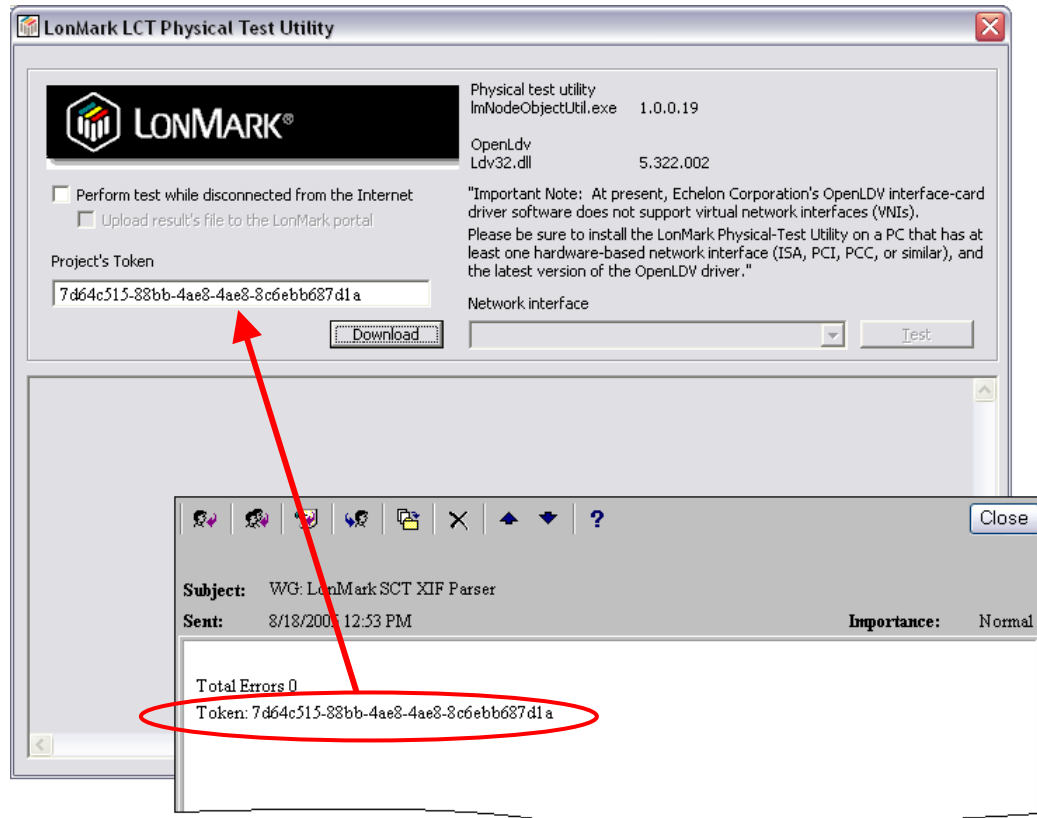 LonMark LCT Physical Test Utility
LONMARK®
Physical test utility
lmNodeObjectUtil.exe 1.0.0.19
OpenLdv
Ldv32.dll 5.322.002
Perform test while disconnected from the Internet
Upload result's file to the LonMark portal
"Important Note: At present, Echelon Corporation's OpenLDV interface-card
driver software does not support virtual network interfaces (VNIs).
Please be sure to install the LonMark Physical-Test Utility on a PC that has at
least one hardware-based network interface (ISA, PCI, PCC, or similar), and
the latest version of the OpenLDV driver."
Project's Token
7d64c515-88bb-4ae8-4ae8-8c6ebb687d1a
Download
Network interface
Test
Close
Subject: WG: LonMark SCT XIF Parser
Sent: 12:53 PM
Importance: Normal
Total Errors 0
Token: 7d64c515-88bb-4ae8-4ae8-8c6ebb687d1a